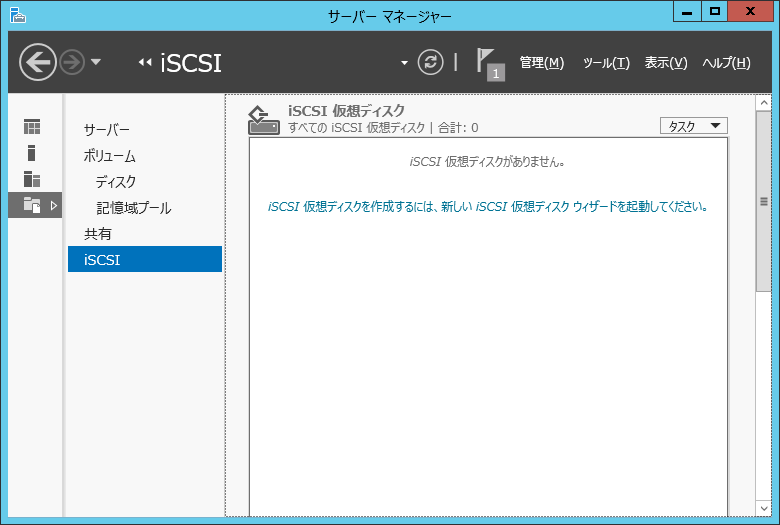 サーバー マネージャー
iSCSI
1
管理(M)
ツール(T)
表示(V)
ヘルプ(H)
サーバー
ボリューム
ディスク
記憶域プール
共有
iSCSI
iSCSI 仮想ディスク
すべての iSCSI 仮想ディスク | 合計: 0
タスク
iSCSI 仮想ディスクがありません。
iSCSI 仮想ディスクを作成するには、新しい iSCSI 仮想ディスク ウィザードを起動してください。